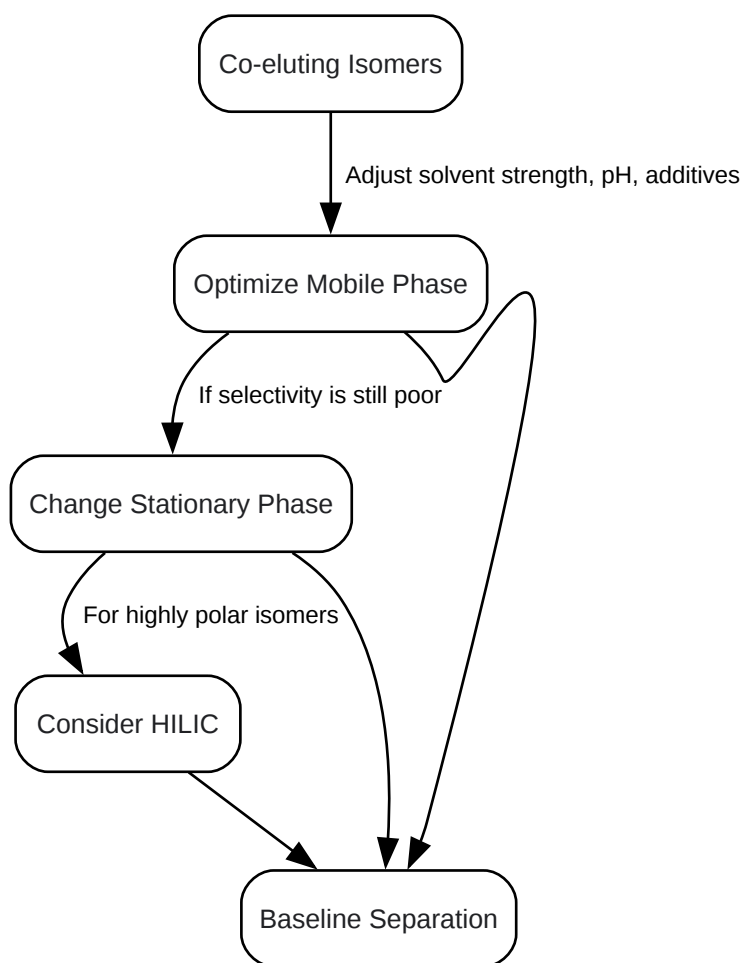 Co-eluting Isomers
Adjust solvent strength, pH, additives
Optimize Mobile Phase
If selectivity is still poor
Change Stationary Phase
For highly polar isomers
Consider HILIC
Baseline Separation